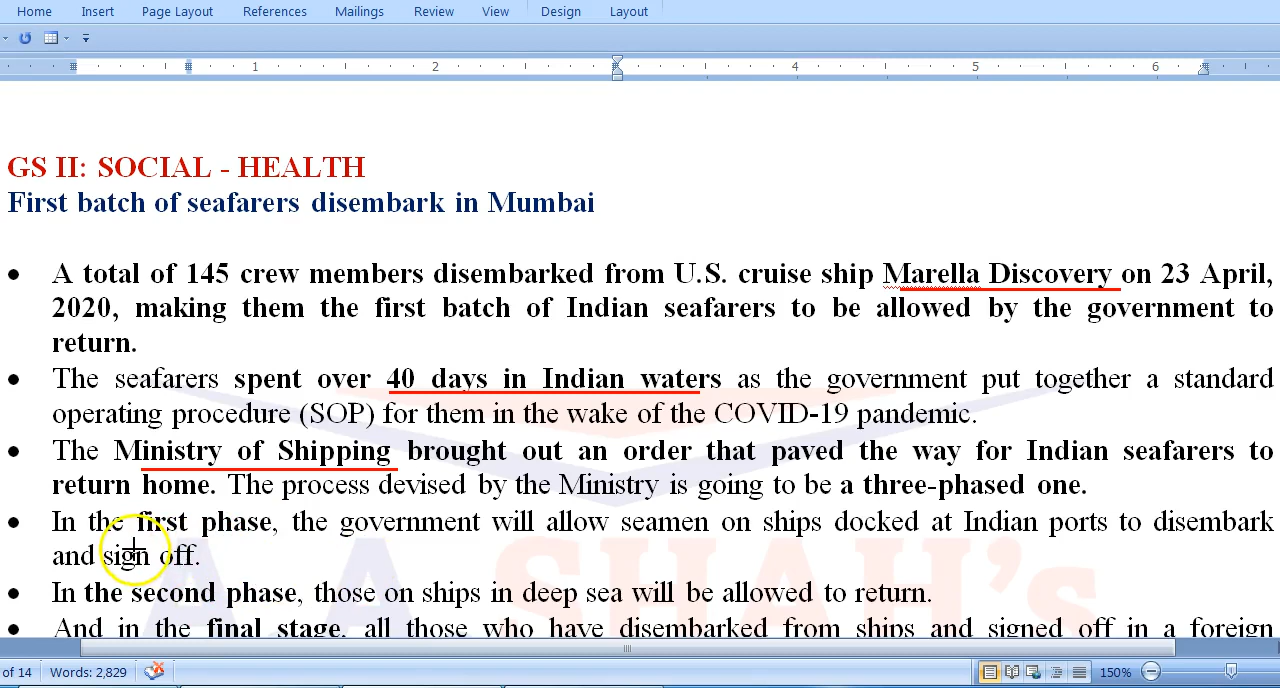 Home Insert Page Layout References Mailings Review View Design Layout
1 2 4 5 6
GS II: SOCIAL - HEALTH
First batch of seafarers disembark in Mumbai
• A total of 145 crew members disembarked from U.S. cruise ship Marella Discovery on 23 April,
2020, making them the first batch of Indian seafarers to be allowed by the government to
return.
• The seafarers spent over 40 days in Indian waters as the government put together a standard
operating procedure (SOP) for them in the wake of the COVID-19 pandemic.
• The Ministry of Shipping brought out an order that paved the way for Indian seafarers to
return home. The process devised by the Ministry is going to be a three-phased one.
• In the first phase, the government will allow seamen on ships docked at Indian ports to disembark
and sign off.
• In the second phase, those on ships in deep sea will be allowed to return.
• And in the final stage, all those who have disembarked from ships and signed off in a foreign
A A SHAH's
of 14 Words: 2,829 150%